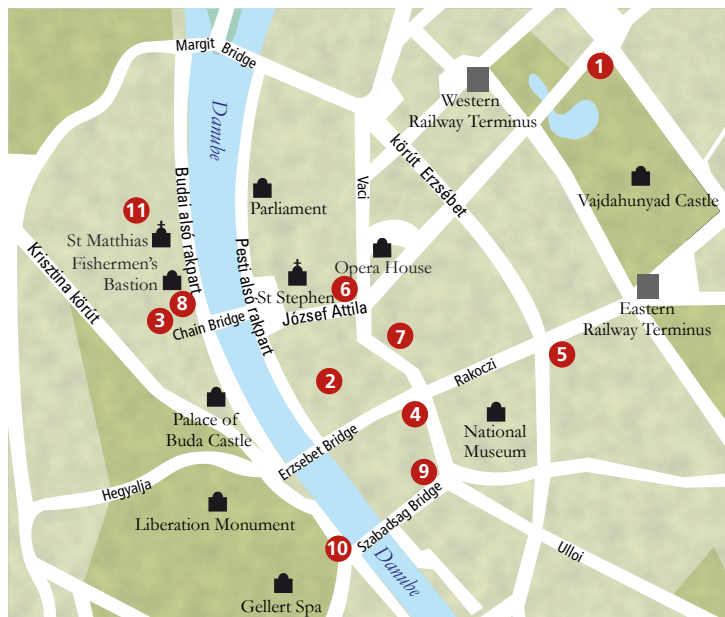 Margit Bridge
1
Western
Railway Terminus
Danube
körút Erzsébet
Vaci
Budai alsó rakpart
Parliament
Vajdahunyad Castle
11
St Matthias
Fishermen's
Bastion
Krisztina körút
Pesti alsó rakpart
Opera House
St Stephen
6
8
3
Chain Bridge
József Attila
Eastern
Railway Terminus
7
5
2
Rakoczi
Palace of
Buda Castle
4
National
Museum
Erzsebet Bridge
9
Hegyalja
Liberation Monument
Szabadsag Bridge
10
Ulloi
Danube
Gellert Spa